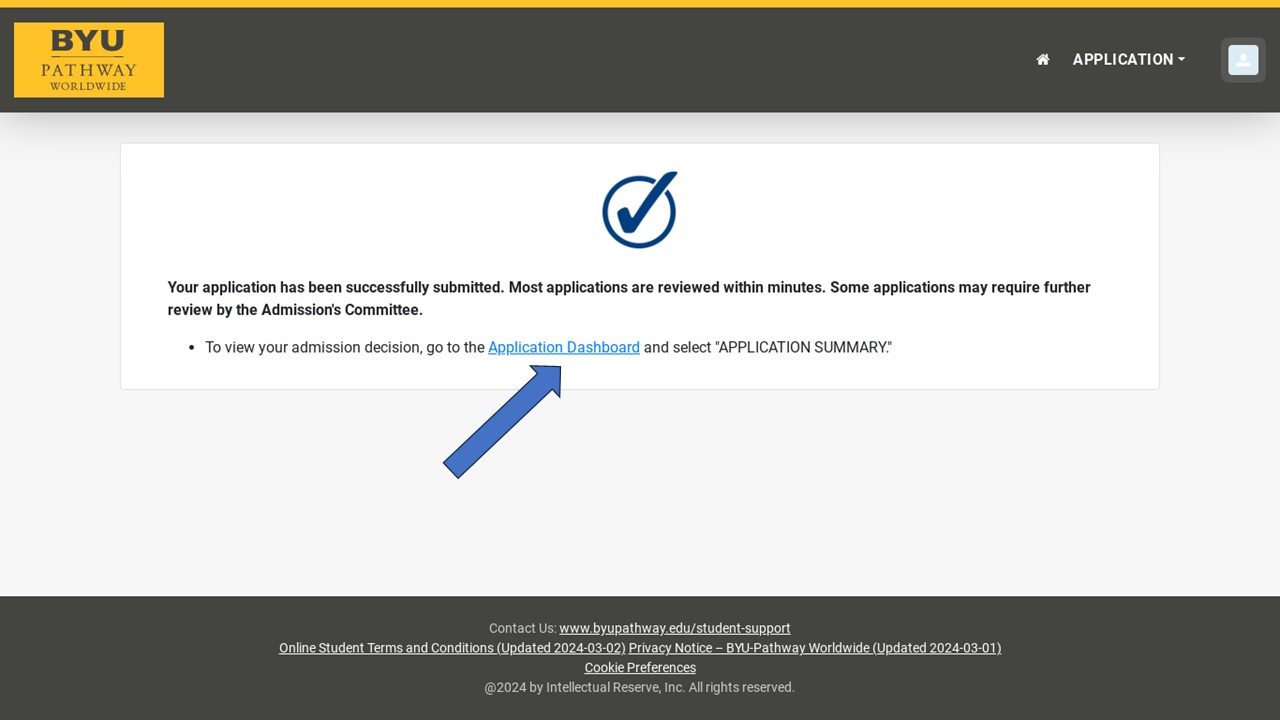 BYU
PATHWAY
WORLDWIDE
APPLICATION
Your application has been successfully submitted. Most applications are reviewed within minutes. Some applications may require further
review by the Admission's Committee.
• To view your admission decision, go to the Application Dashboard and select "APPLICATION SUMMARY."
Contact Us: www.byupathway.edu/student-support
Online Student Terms and Conditions (Updated 2024-03-02) Privacy Notice – BYU-Pathway Worldwide (Updated 2024-03-01)
Cookie Preferences
@2024 by Intellectual Reserve, Inc. All rights reserved.